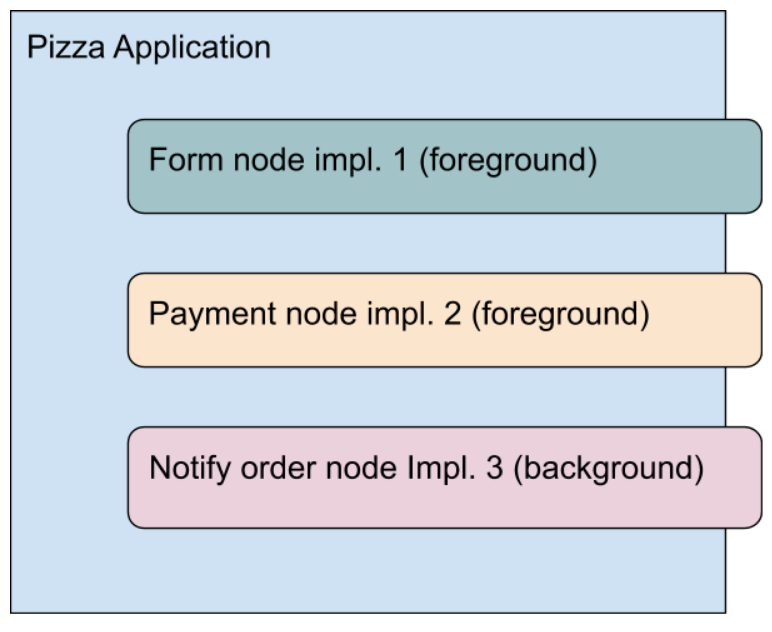 Pizza Application
Form node impl. 1 (foreground)
Payment node impl. 2 (foreground)
Notify order node Impl. 3 (background)